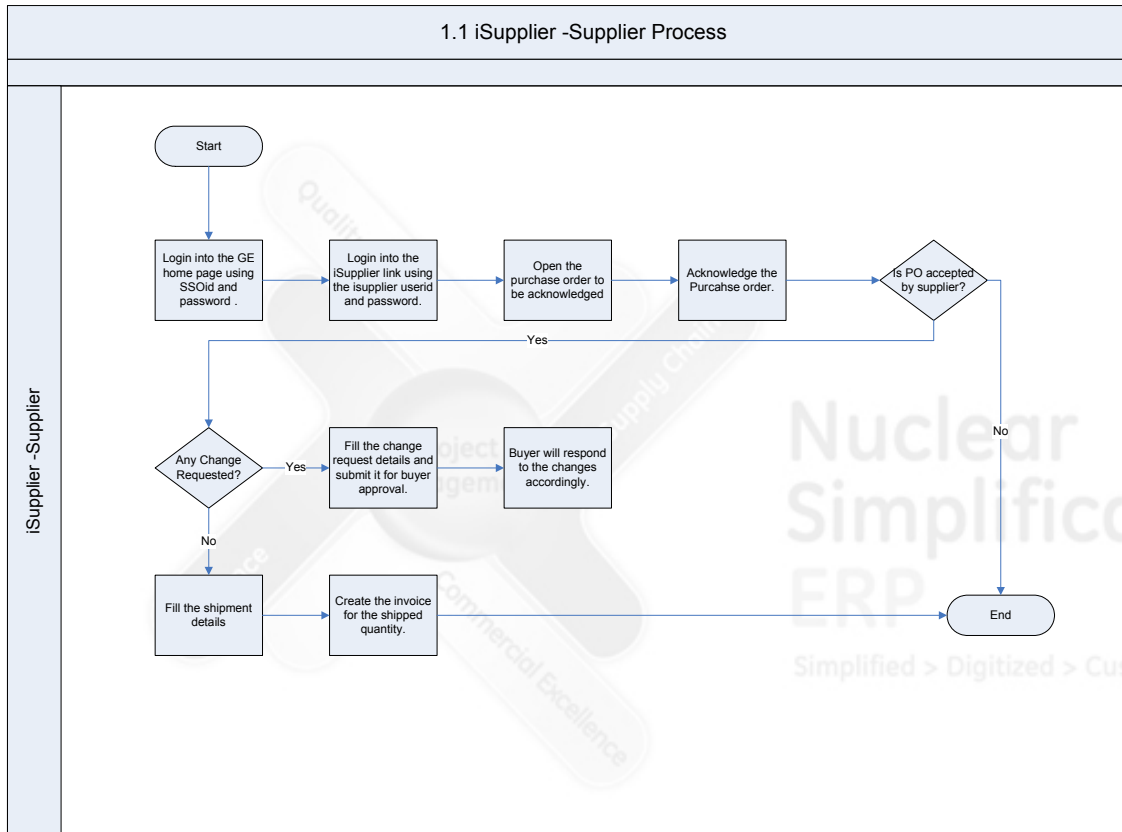 1.1 iSupplier -Supplier Process
iSupplier -Supplier
Start
Login into the GE
home page using
SSOid and
password .
Login into the
iSupplier link using
the isupplier userid
and password.
Open the
purchase order to
be acknowledged
Acknowledge the
Purcahse order.
Is PO accepted
by supplier?
Yes
No
Any Change
Requested?
Yes
Fill the change
request details and
submit it for buyer
approval.
Buyer will respond
to the changes
accordingly.
No
Fill the shipment
details
Create the invoice
for the shipped
quantity.
End
Supply Chain
Commercial Excellence
Nuclear
Simplifica
ERP
Simplified > Digitized > Cus